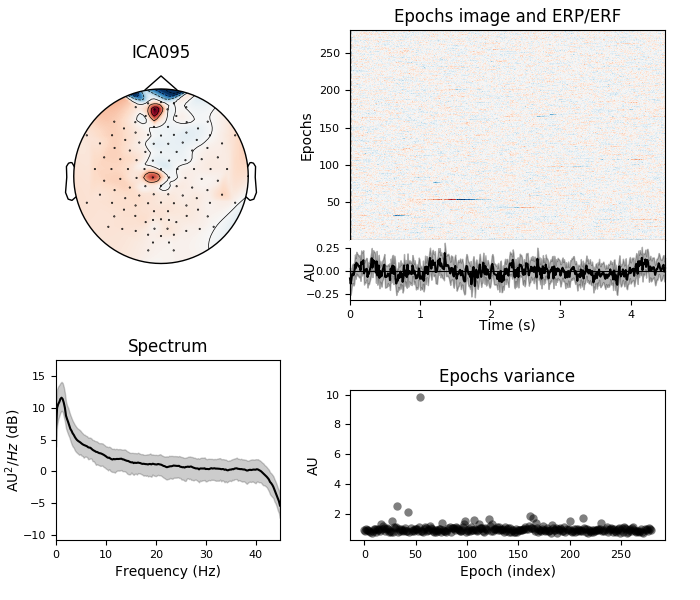 ICA095
Epochs image and ERP/ERF
Epochs
250
200
150
100
50
AU
0.25
0.00
−0.25
0 1 2 3 4
Time (s)
Spectrum
AU²/Hz (dB)
15
10
5
0
−5
−10
0 10 20 30 40
Frequency (Hz)
Epochs variance
AU
10
8
6
4
2
0 50 100 150 200 250
Epoch (index)